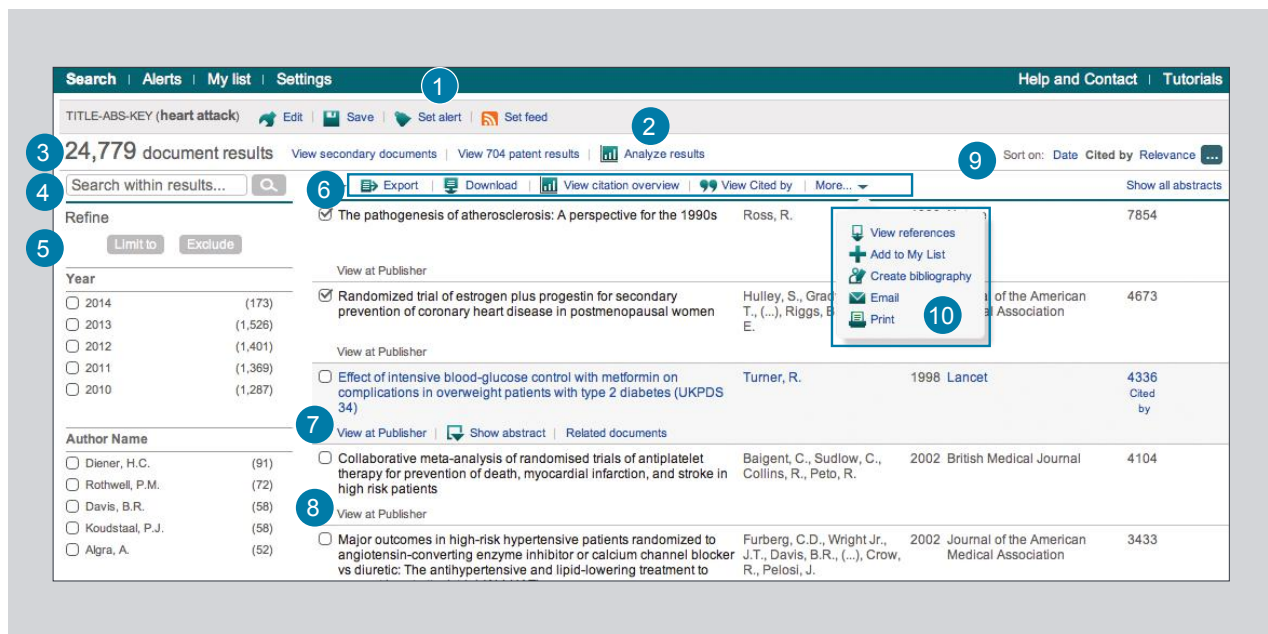 Search | Alerts | My list | Settings
Help and Contact | Tutorials
1
TITLE-ABS-KEY (heart attack) Edit | Save | Set alert | Set feed
2
3
24,779 document results View secondary documents | View 704 patent results | Analyze results
9
Sort on: Date Cited by Relevance ...
4
Search within results...
6
Export | Download | View citation overview | View Cited by | More...
Show all abstracts
Refine
5
Limit to Exclude
Year
2014 (173)
2013 (1,526)
2012 (1,401)
2011 (1,369)
2010 (1,287)
Author Name
Diener, H.C. (91)
Rothwell, P.M. (72)
Davis, B.R. (58)
Koudstaal, P.J. (58)
Algra, A. (52)
The pathogenesis of atherosclerosis: A perspective for the 1990s
Ross, R.
7854
View at Publisher
View references
Add to My List
Create bibliography
Email
Print
10
Randomized trial of estrogen plus progestin for secondary
prevention of coronary heart disease in postmenopausal women
Hulley, S., Grad
T., (...), Riggs, B
E.
of the American
Association
4673
View at Publisher
Effect of intensive blood-glucose control with metformin on
complications in overweight patients with type 2 diabetes (UKPDS
34)
Turner, R.
1998 Lancet
4336
Cited
by
7
View at Publisher | Show abstract | Related documents
Collaborative meta-analysis of randomised trials of antiplatelet
therapy for prevention of death, myocardial infarction, and stroke in
high risk patients
Baigent, C., Sudlow, C.,
Collins, R., Peto, R.
2002 British Medical Journal
4104
8
View at Publisher
Major outcomes in high-risk hypertensive patients randomized to
angiotensin-converting enzyme inhibitor or calcium channel blocker
vs diuretic: The antihypertensive and lipid-lowering treatment to
Furberg, C.D., Wright Jr.,
J.T., Davis, B.R., (...), Crow,
R., Pelosi, J.
2002 Journal of the American
Medical Association
3433